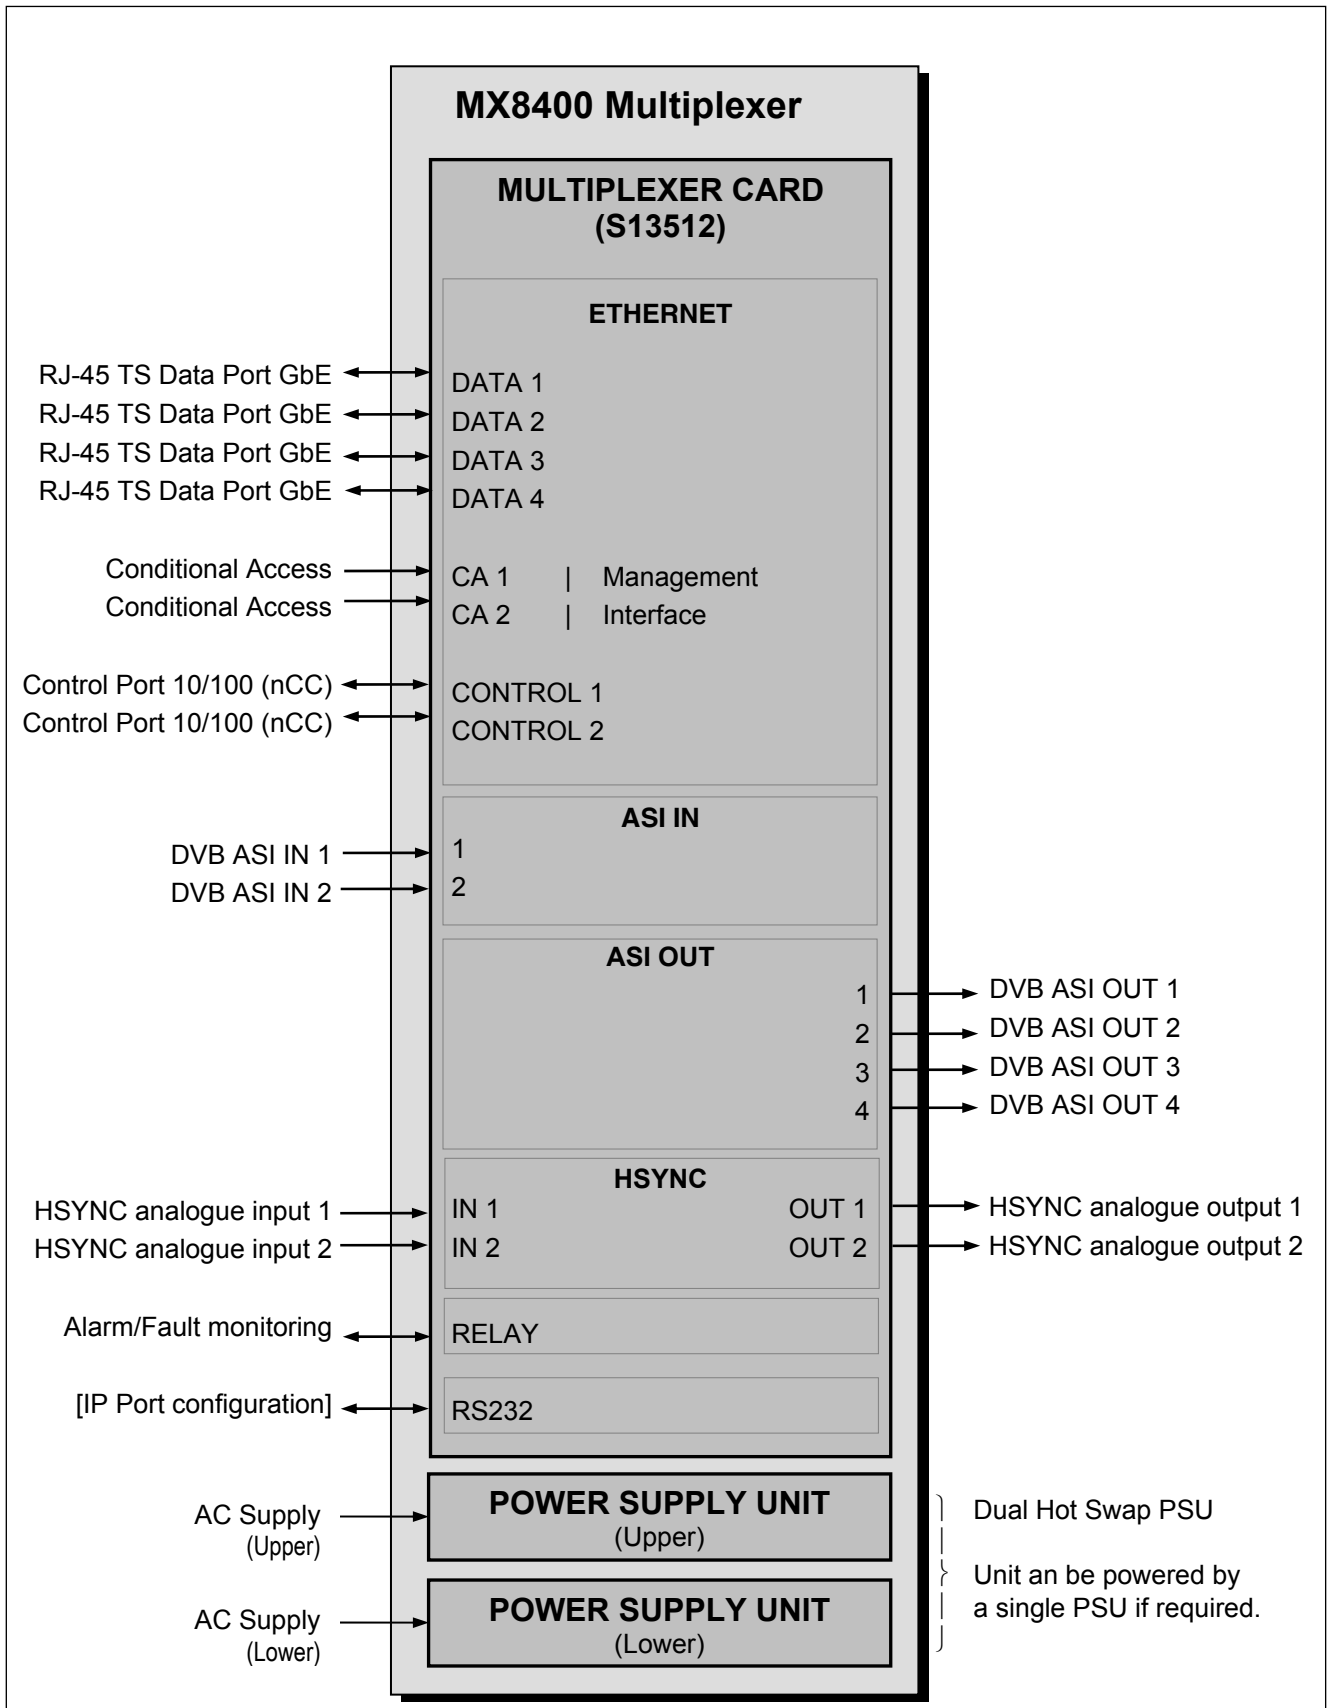 MX8400 Multiplexer
MULTIPLEXER CARD
(S13512)
ETHERNET
RJ-45 TS Data Port GbE DATA 1
RJ-45 TS Data Port GbE DATA 2
RJ-45 TS Data Port GbE DATA 3
RJ-45 TS Data Port GbE DATA 4
Conditional Access CA 1 | Management
Conditional Access CA 2 | Interface
Control Port 10/100 (nCC) CONTROL 1
Control Port 10/100 (nCC) CONTROL 2
ASI IN
DVB ASI IN 1 1
DVB ASI IN 2 2
ASI OUT
1 DVB ASI OUT 1
2 DVB ASI OUT 2
3 DVB ASI OUT 3
4 DVB ASI OUT 4
HSYNC
HSYNC analogue input 1 IN 1 OUT 1 HSYNC analogue output 1
HSYNC analogue input 2 IN 2 OUT 2 HSYNC analogue output 2
Alarm/Fault monitoring RELAY
[IP Port configuration] RS232
AC Supply
(Upper)
POWER SUPPLY UNIT
(Upper)
Dual Hot Swap PSU
Unit an be powered by
a single PSU if required.
AC Supply
(Lower)
POWER SUPPLY UNIT
(Lower)